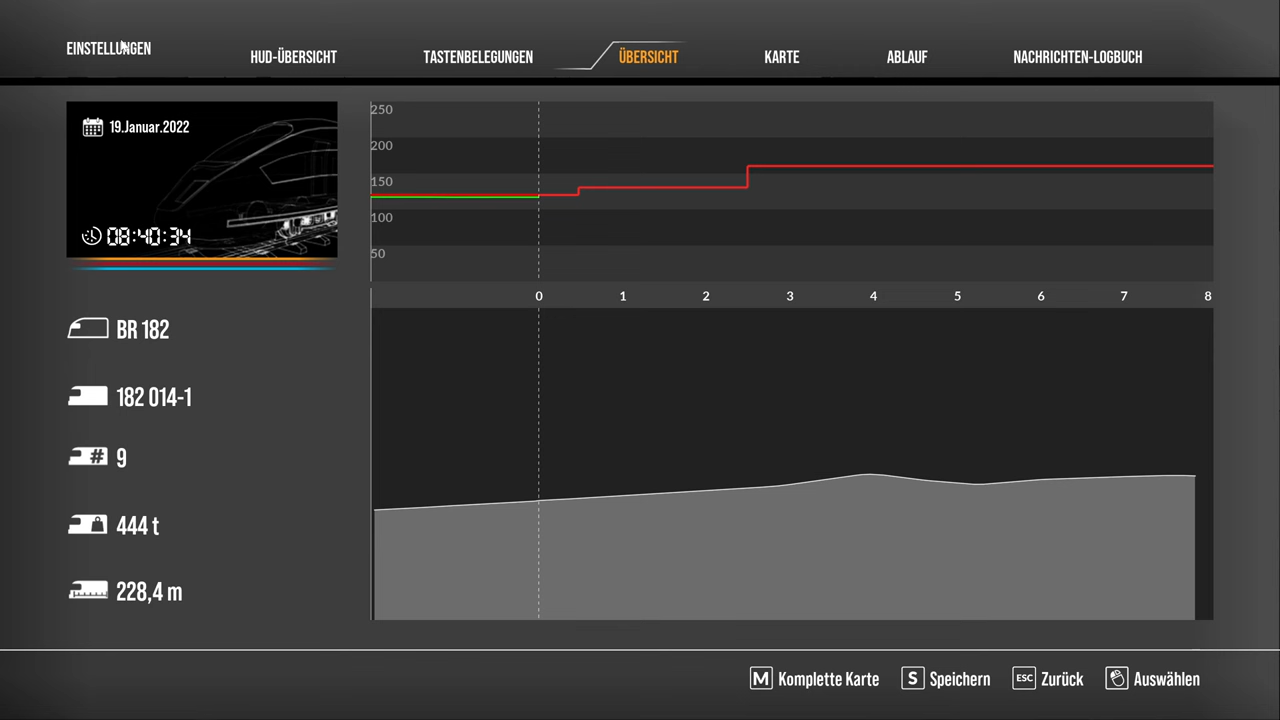 EINSTELLUNGEN
HUD-ÜBERSICHT
TASTENBELEGUNGEN
ÜBERSICHT
KARTE
ABLAUF
NACHRICHTEN-LOGBUCH
19.Januar.2022
08:40:34
BR 182
182 014-1
# 9
444 t
228,4 m
250
200
150
100
50
0 1 2 3 4 5 6 7 8
M Komplette Karte
S Speichern
ESC Zurück
Auswählen